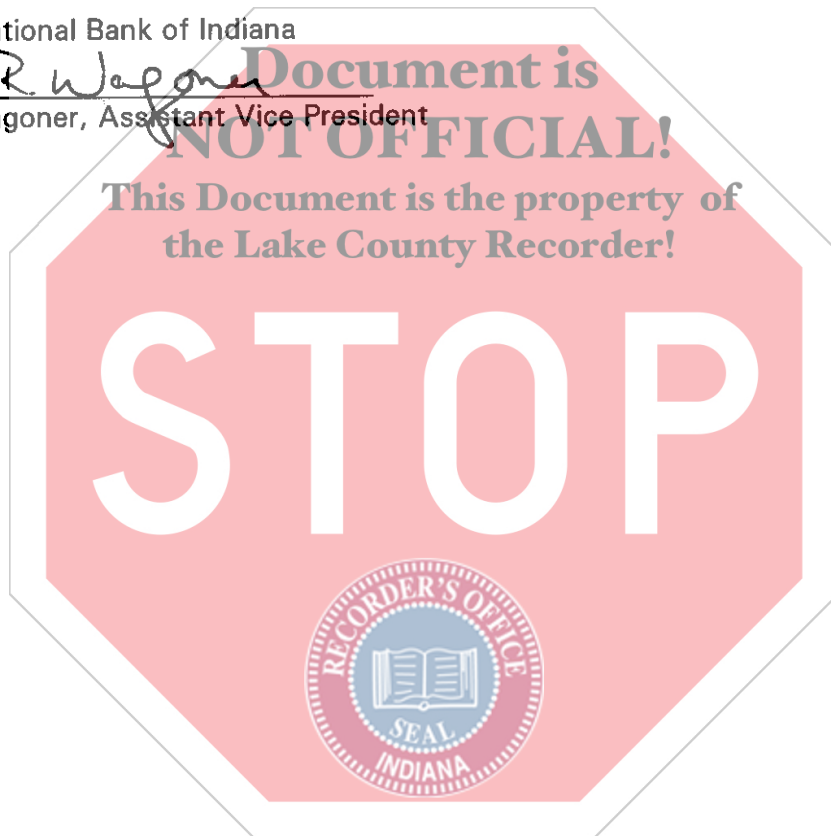 tional Bank of Indiana
R. Wagoner
goner, Assistant Vice President
Document is
NOT OFFICIAL!
This Document is the property of
the Lake County Recorder!
STOP
RECORDER'S OFFICE
SEAL
INDIANA